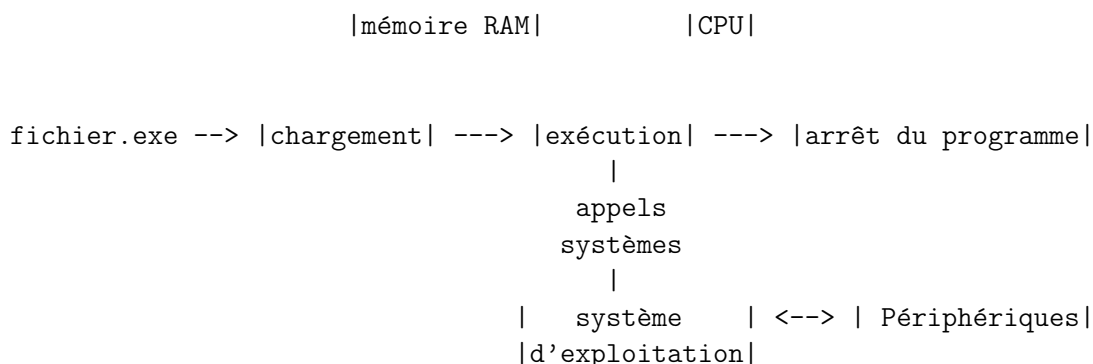 |mémoire RAM| |CPU|
fichier.exe --> |chargement| ---> |exécution| ---> |arrêt du programme|
|
appels
systèmes
|
| système | <--> | Périphériques|
|d'exploitation|